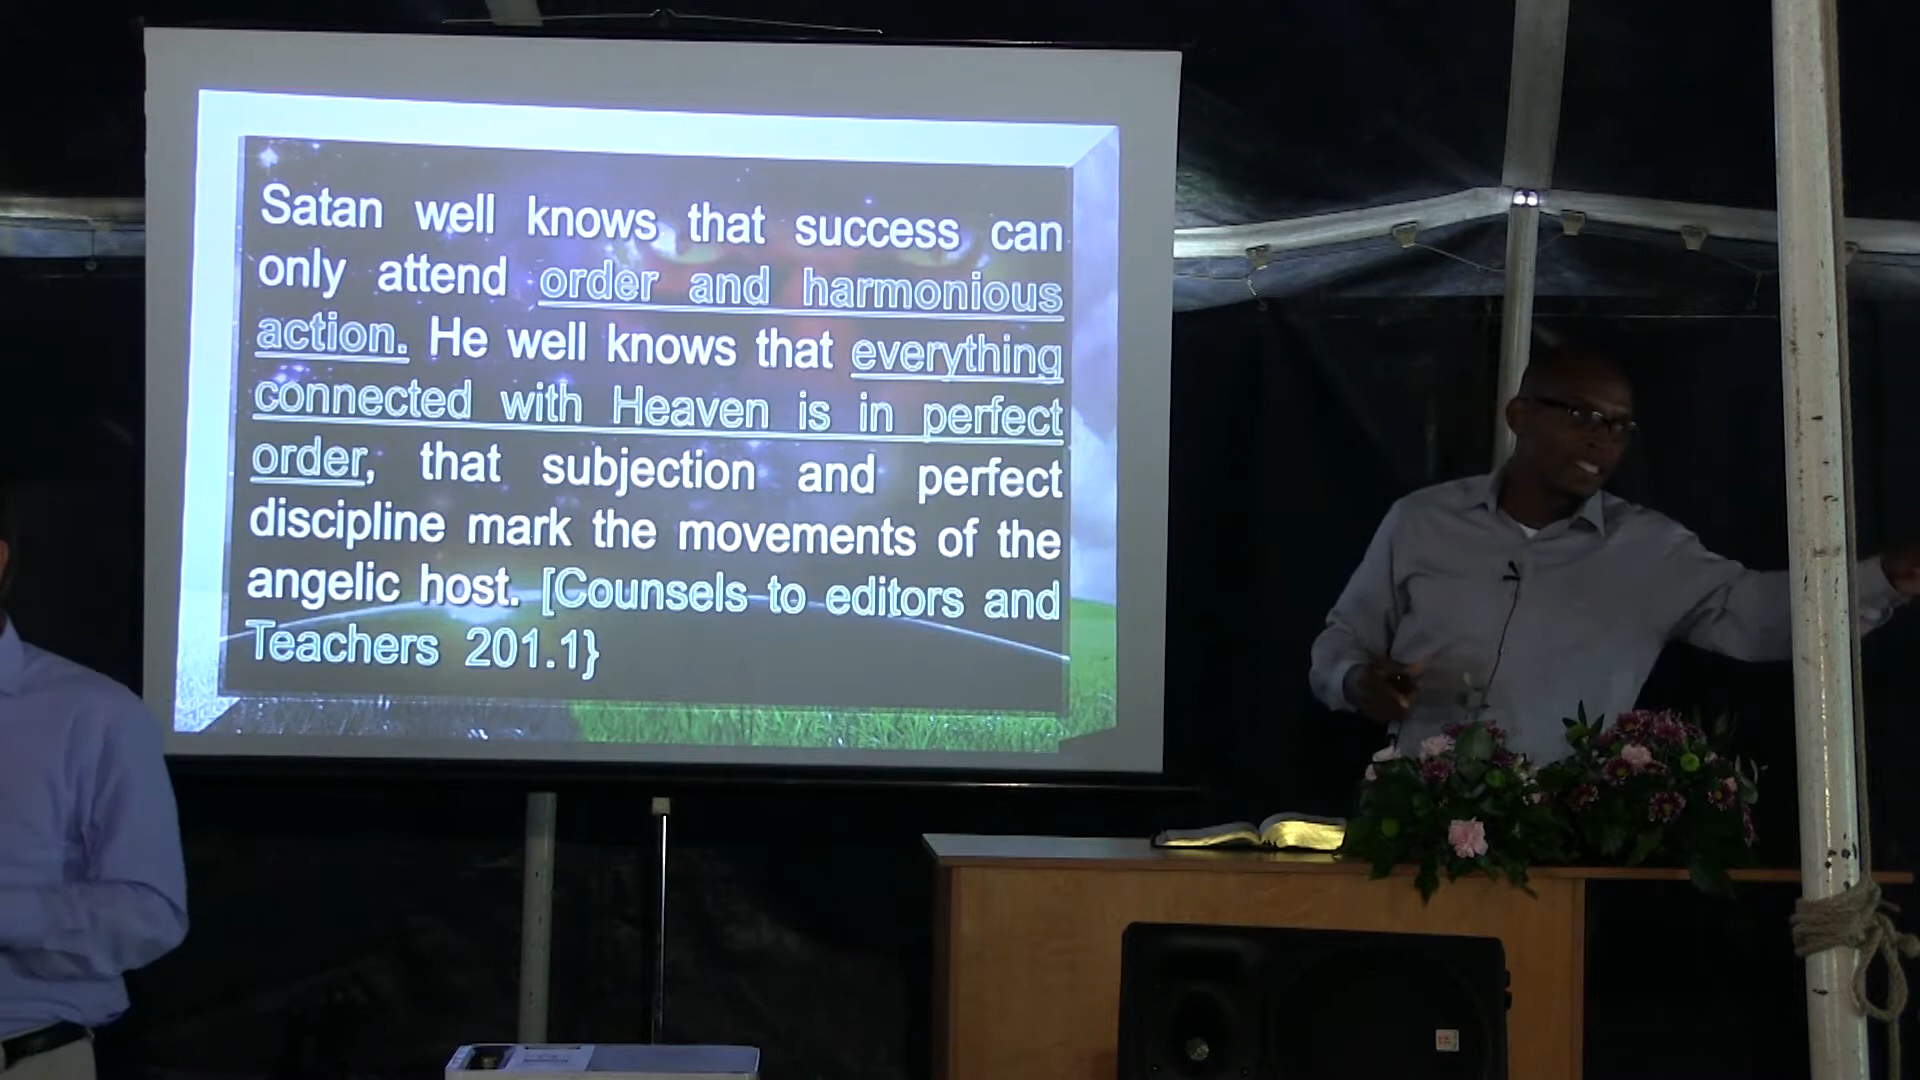 Satan well knows that success can
only attend order and harmonious
action. He well knows that everything
connected with Heaven is in perfect
order, that subjection and perfect
discipline mark the movements of the
angelic host. [Counsels to editors and
Teachers 201.1}